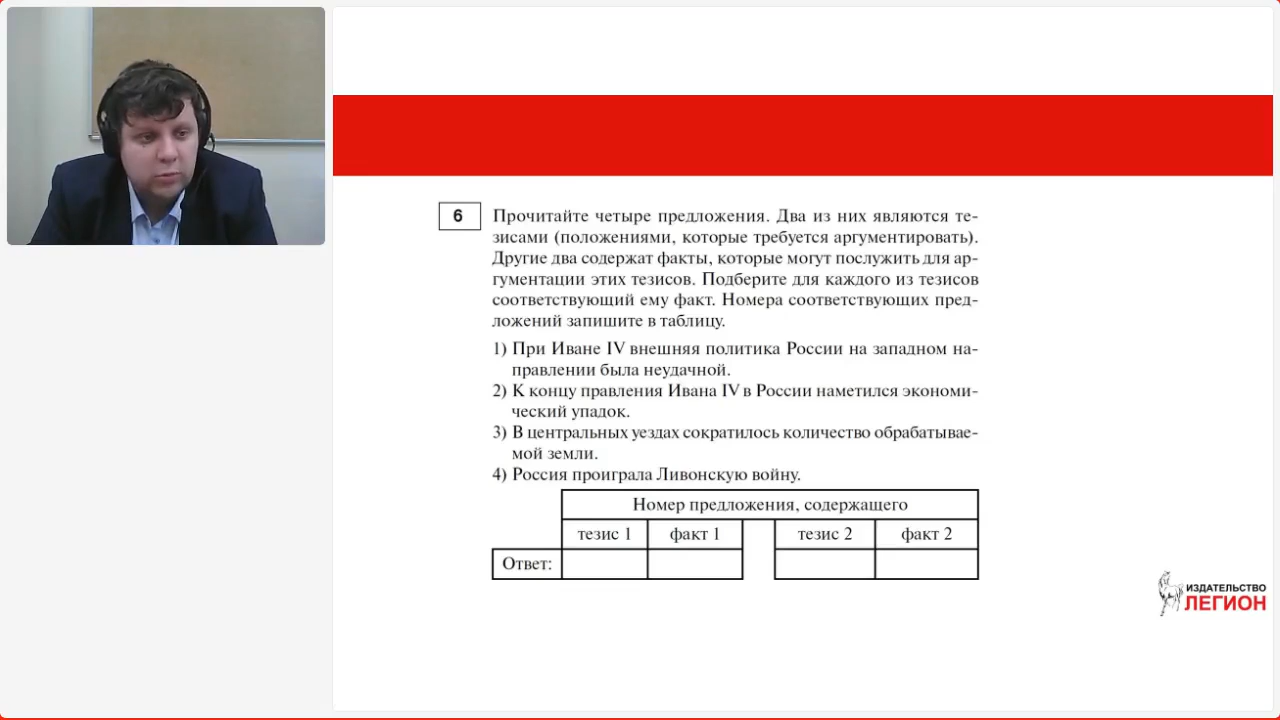 6
Прочитайте четыре предложения. Два из них являются те-
зисами (положениями, которые требуется аргументировать).
Другие два содержат факты, которые могут послужить для ар-
гументации этих тезисов. Подберите для каждого из тезисов
соответствующий ему факт. Номера соответствующих пред-
ложений запишите в таблицу.
1) При Иване IV внешняя политика России на западном на-
правлении была неудачной.
2) К концу правления Ивана IV в России наметился экономи-
ческий упадок.
3) В центральных уездах сократилось количество обрабатывае-
мой земли.
4) Россия проиграла Ливонскую войну.
Номер предложения, содержащего
тезис 1 факт 1 тезис 2 факт 2
Ответ:
ИЗДАТЕЛЬСТВО
ЛЕГИОН